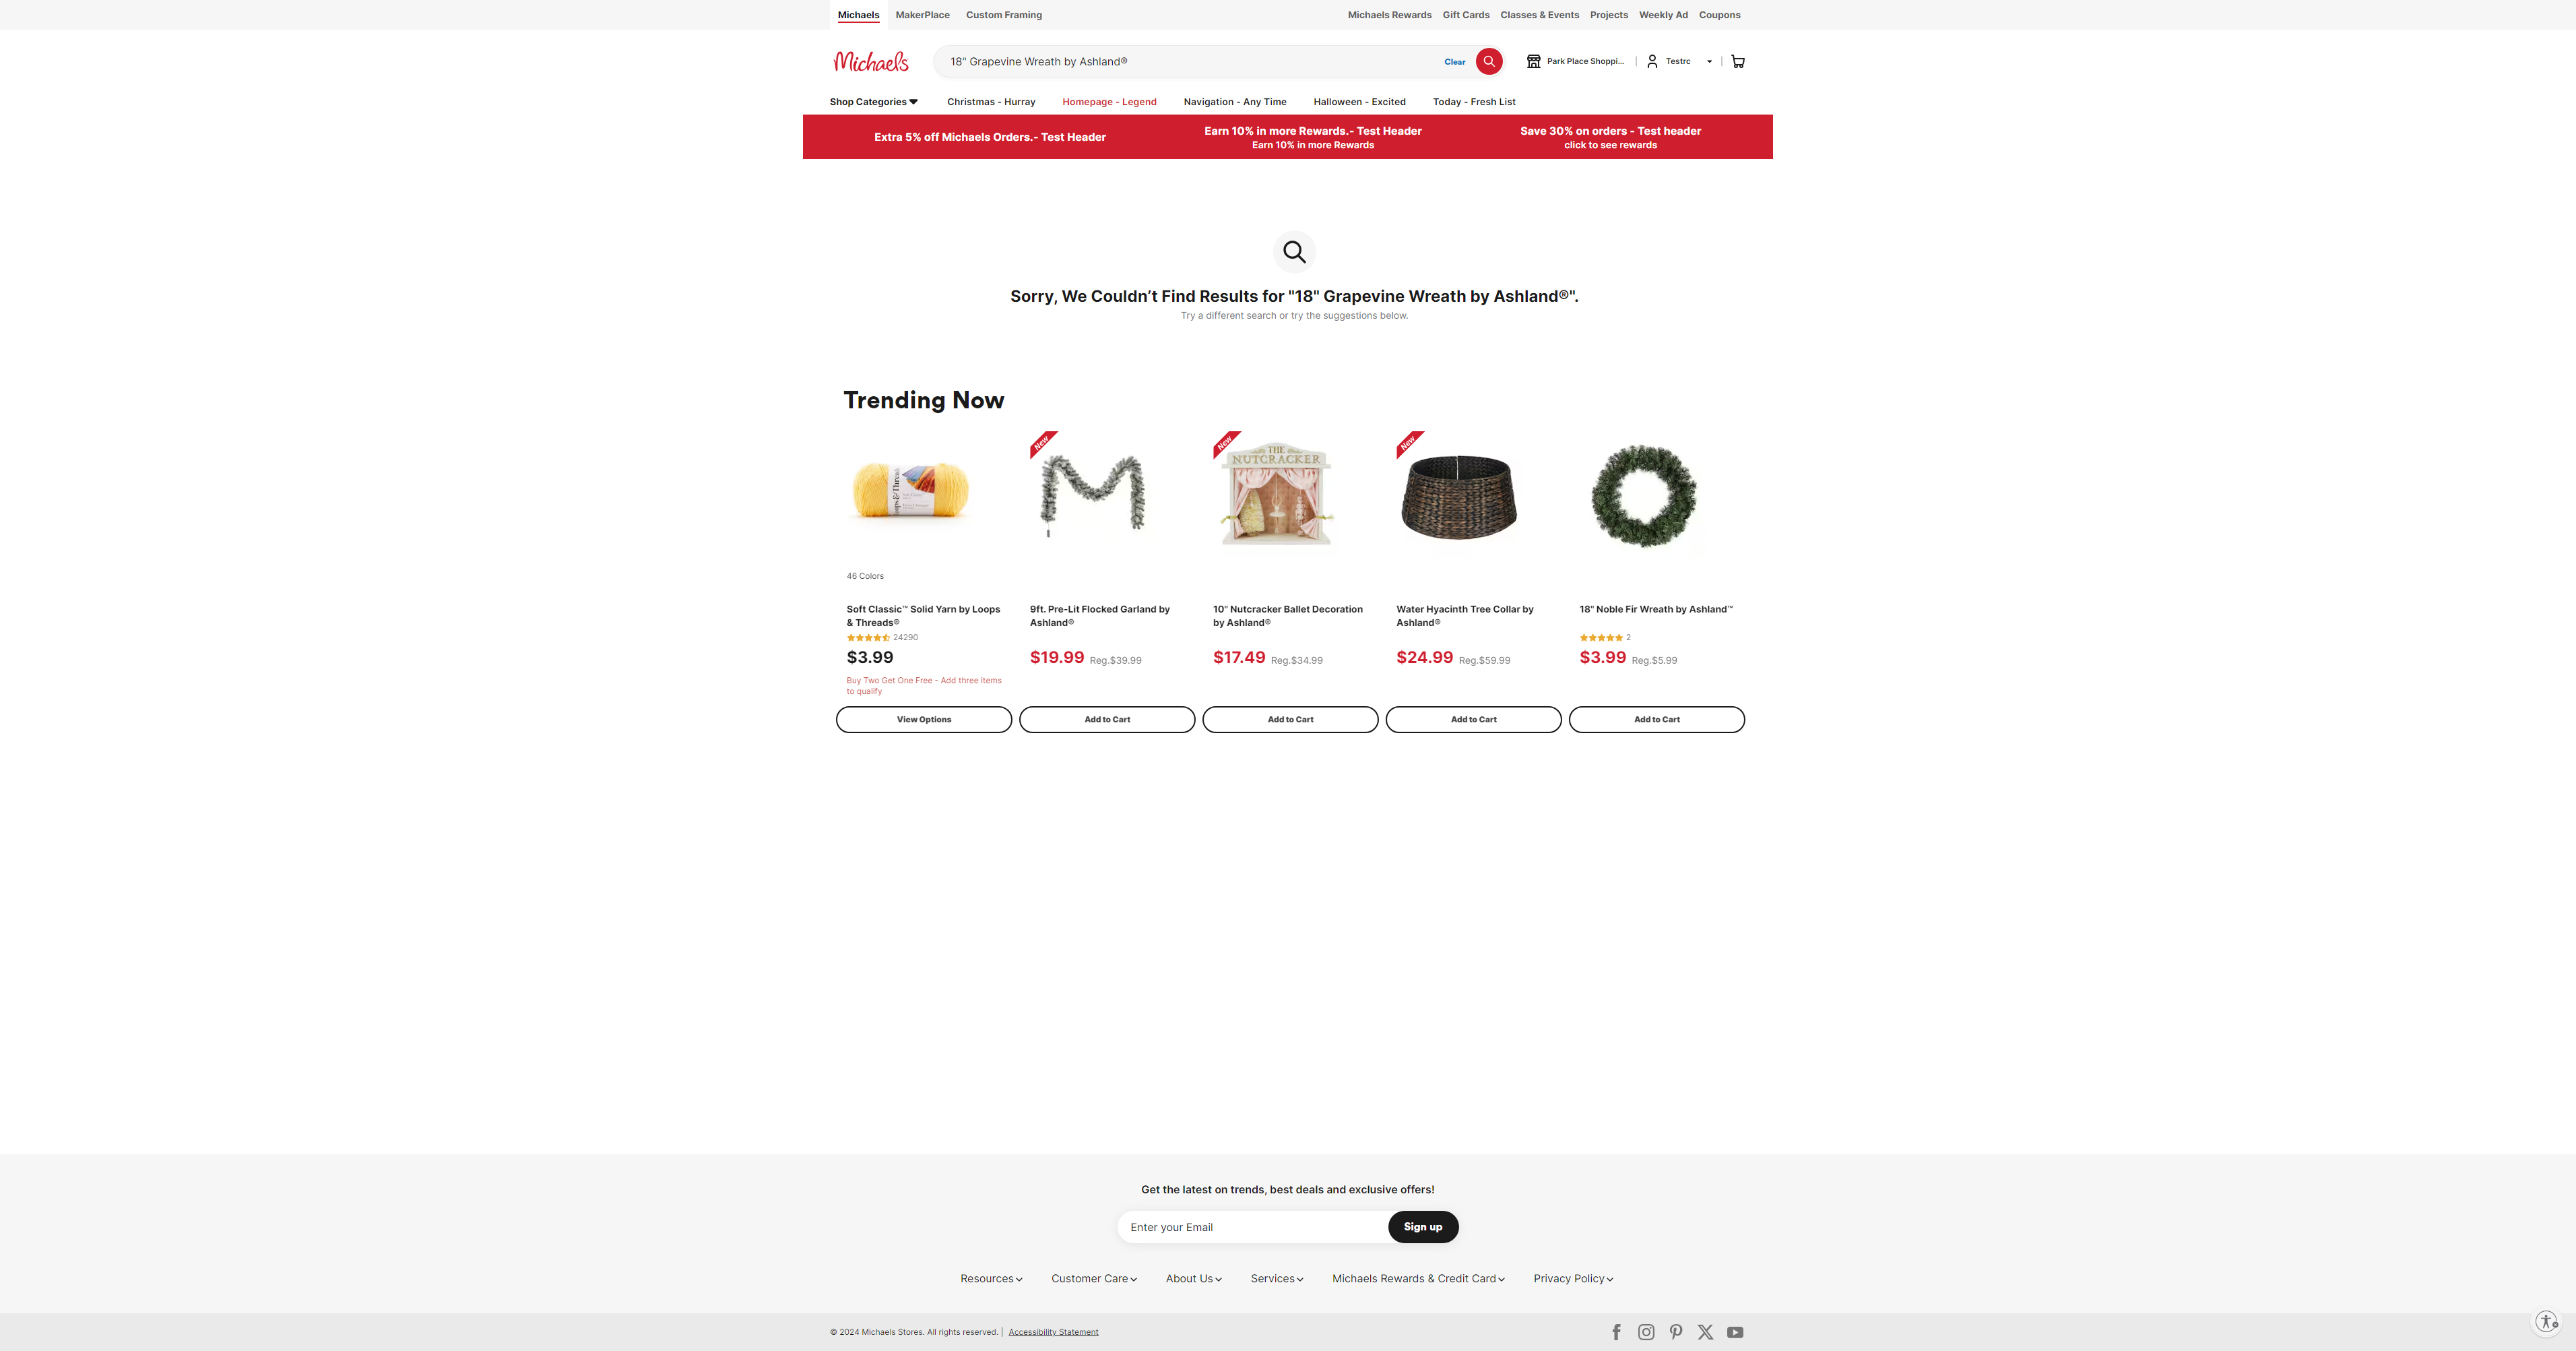 Michaels
MakerPlace
Custom Framing
Michaels Rewards
Gift Cards
Classes & Events
Projects
Weekly Ad
Coupons
Michaels
18" Grapevine Wreath by Ashland®
Clear
Park Place Shoppi...
Testrc
Shop Categories
Christmas - Hurray
Homepage - Legend
Navigation - Any Time
Halloween - Excited
Today - Fresh List
Extra 5% off Michaels Orders.- Test Header
Earn 10% in more Rewards.- Test Header
Earn 10% in more Rewards
Save 30% on orders - Test header
click to see rewards
Sorry, We Couldn’t Find Results for "18" Grapevine Wreath by Ashland®".
Try a different search or try the suggestions below.
Trending Now
46 Colors
Soft Classic™ Solid Yarn by Loops
& Threads®
24290
$3.99
Buy Two Get One Free - Add three items
to qualify
View Options
New
9ft. Pre-Lit Flocked Garland by
Ashland®
$19.99 Reg.$39.99
Add to Cart
New
THE
NUTCRACKER
10" Nutcracker Ballet Decoration
by Ashland®
$17.49 Reg.$34.99
Add to Cart
New
Water Hyacinth Tree Collar by
Ashland®
$24.99 Reg.$59.99
Add to Cart
18" Noble Fir Wreath by Ashland™
2
$3.99 Reg.$5.99
Add to Cart
Get the latest on trends, best deals and exclusive offers!
Enter your Email
Sign up
Resources
Customer Care
About Us
Services
Michaels Rewards & Credit Card
Privacy Policy
© 2024 Michaels Stores. All rights reserved. |
Accessibility Statement